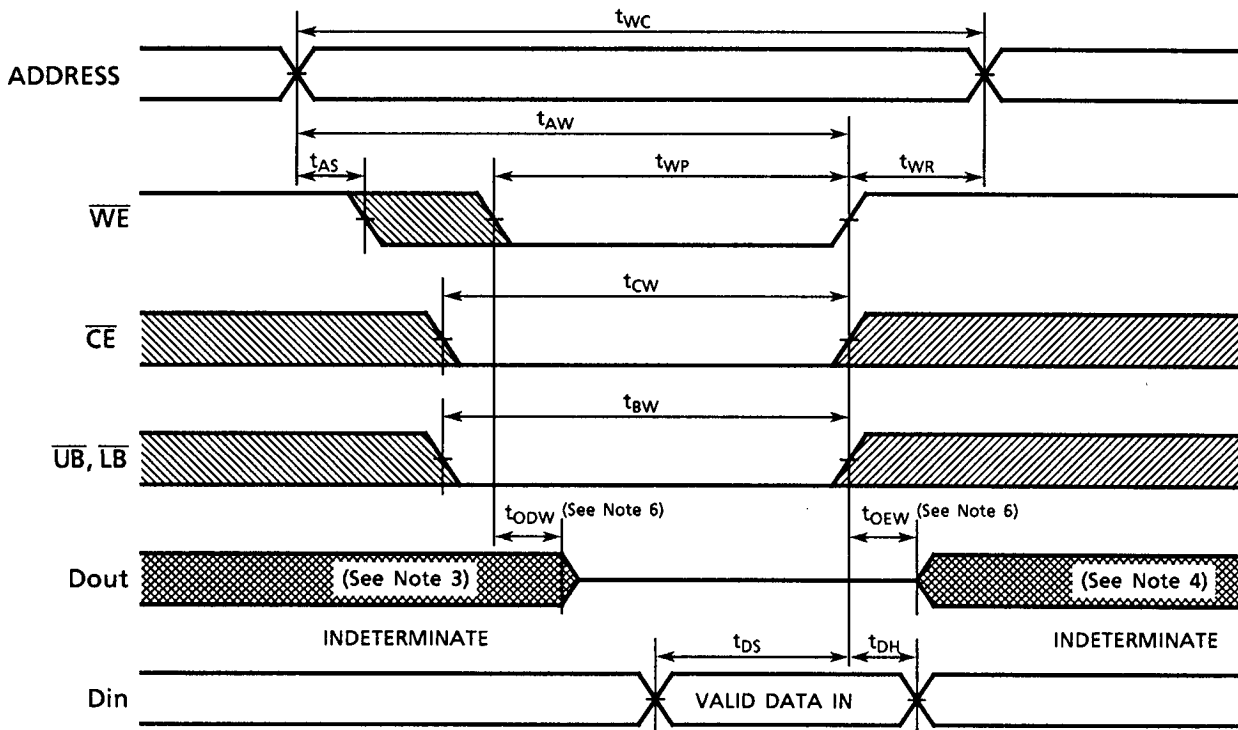 tWC
ADDRESS
tAW
tAS
tWP
tWR
WE
tCW
CE
tBW
UB, LB
tODW (See Note 6)
tOEW (See Note 6)
Dout
(See Note 3)
(See Note 4)
INDETERMINATE
INDETERMINATE
tDS
tDH
Din
VALID DATA IN